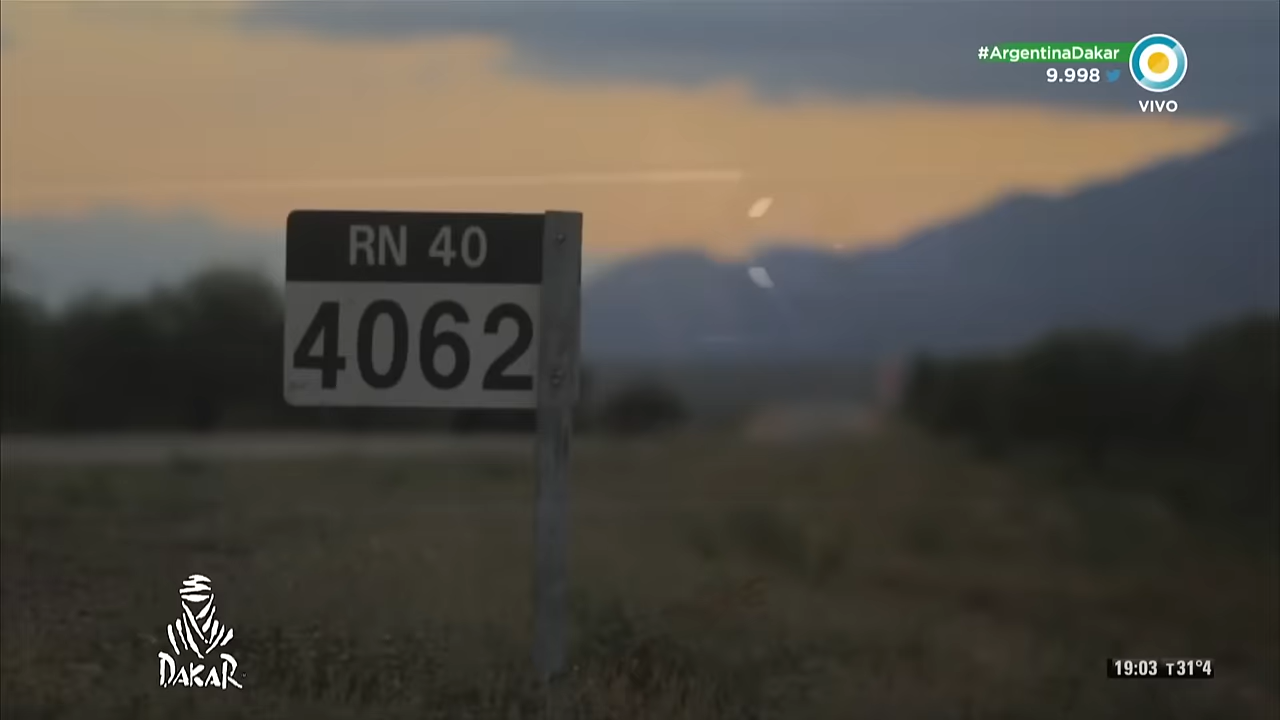 #ArgentinaDakar
9.998
VIVO
RN 40
4062
DAKAR
19:03 T31°4